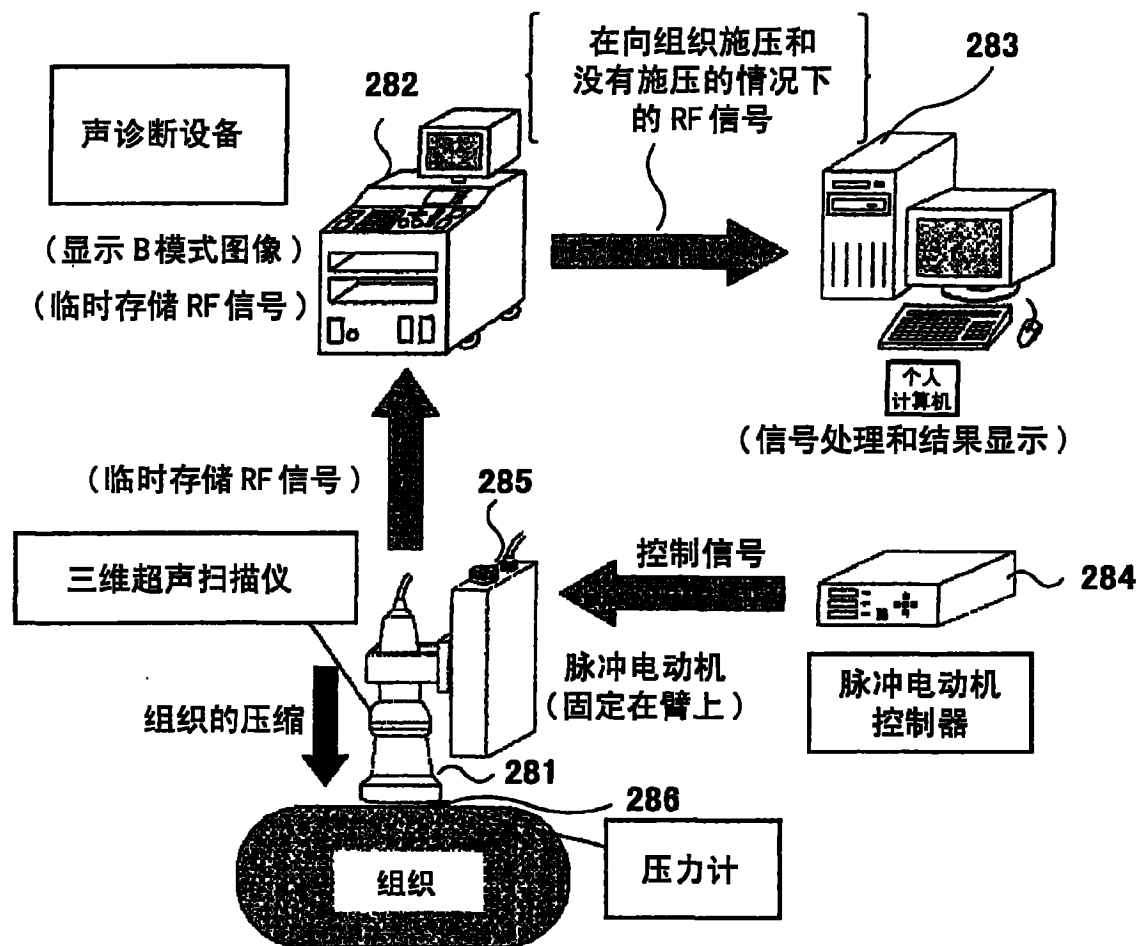 在向组织施压和
没有施压的情况下
的 RF 信号
283
282
声诊断设备
(显示 B模式图像)
(临时存储 RF 信号)
个人
计算机
(信号处理和结果显示)
(临时存储 RF 信号)
285
控制信号
284
三维超声扫描仪
脉冲电动机
(固定在臂上)
脉冲电动机
控制器
组织的压缩
281
286
组织
压力计